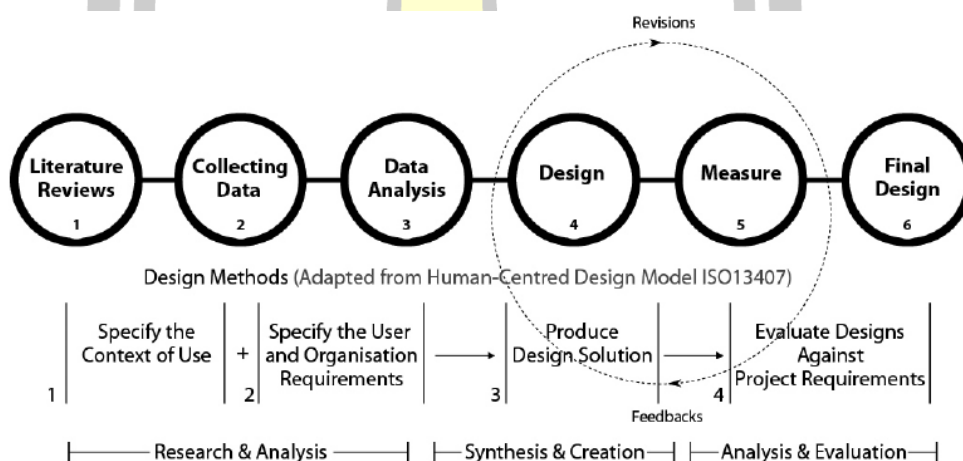 Revisions
Literature
Reviews
1
Collecting
Data
2
Data
Analysis
3
Design
4
Measure
5
Final
Design
6
Design Methods (Adapted from Human-Centred Design Model ISO13407)
1
Specify the
Context of Use
+
2
Specify the User
and Organisation
Requirements
3
Produce
Design Solution
4
Evaluate Designs
Against
Project Requirements
Feedbacks
Research & Analysis
Synthesis & Creation
Analysis & Evaluation